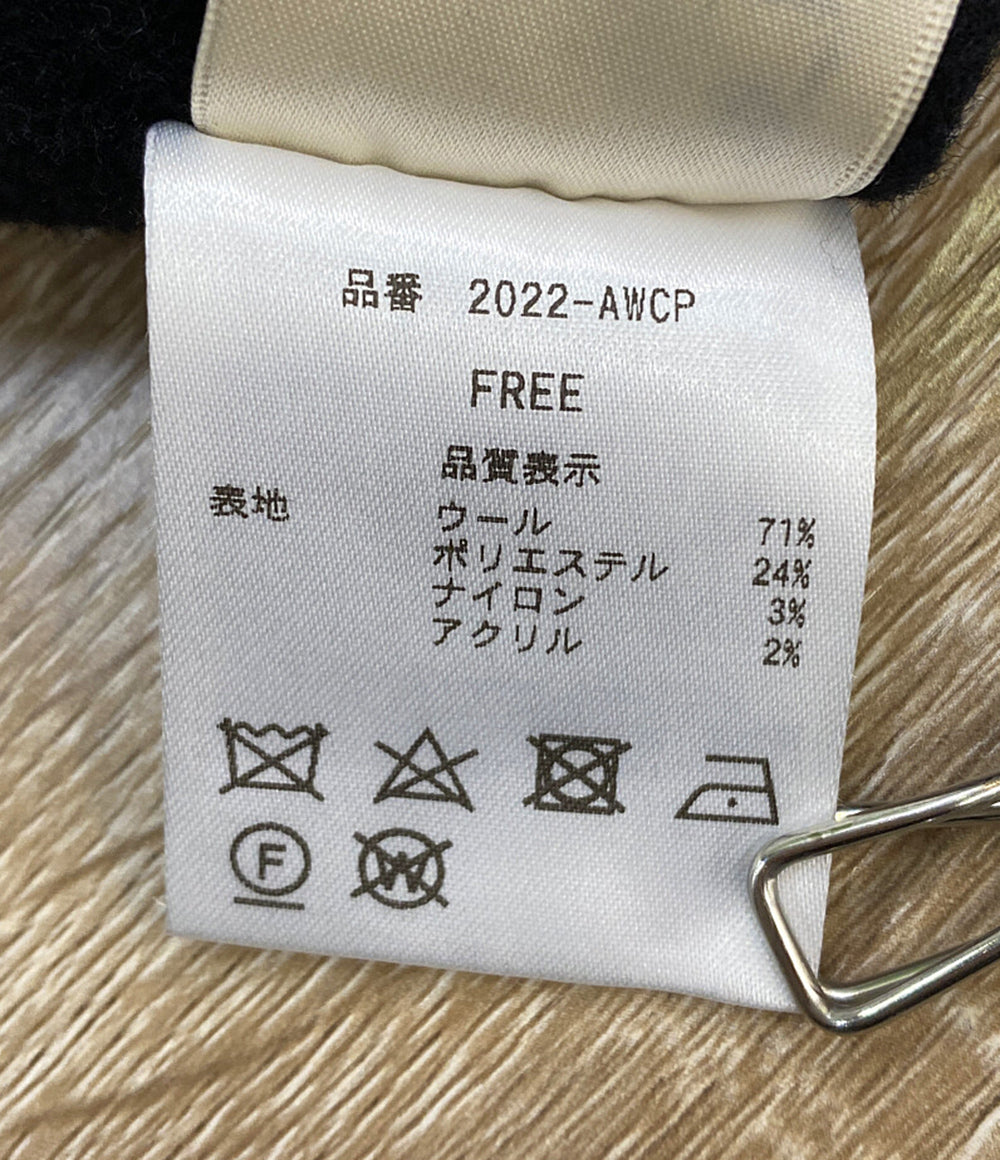 品番 2022-AWCP
FREE
品質表示
表地 ウール 71%
ポリエステル 24%
ナイロン 3%
アクリル 2%
F W